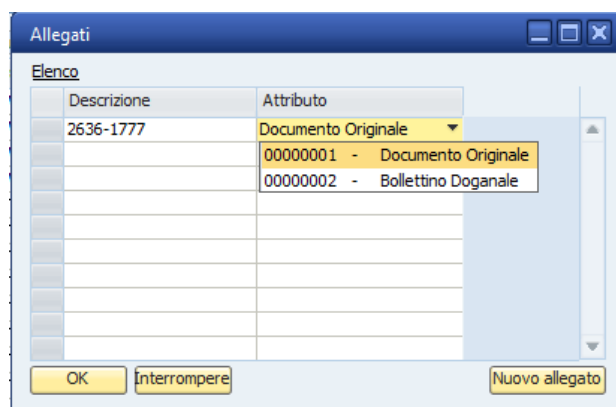 Allegati
Elenco
Descrizione Attributo
2636-1777 Documento Originale
00000001 - Documento Originale
00000002 - Bollettino Doganale
OK Interrompere Nuovo allegato